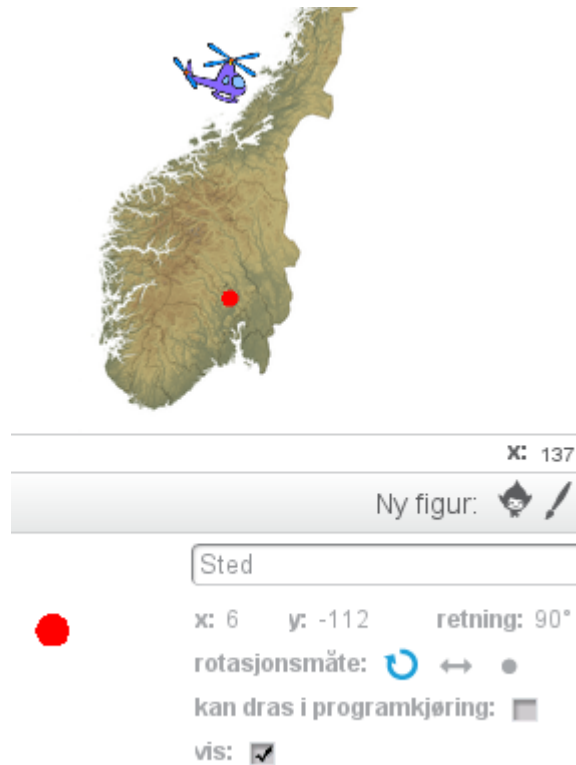 x: 137
Ny figur:
Sted
x: 6 y: -112 retning: 90°
rotasjonsmåte:
kan dras i programkjøring:
vis: